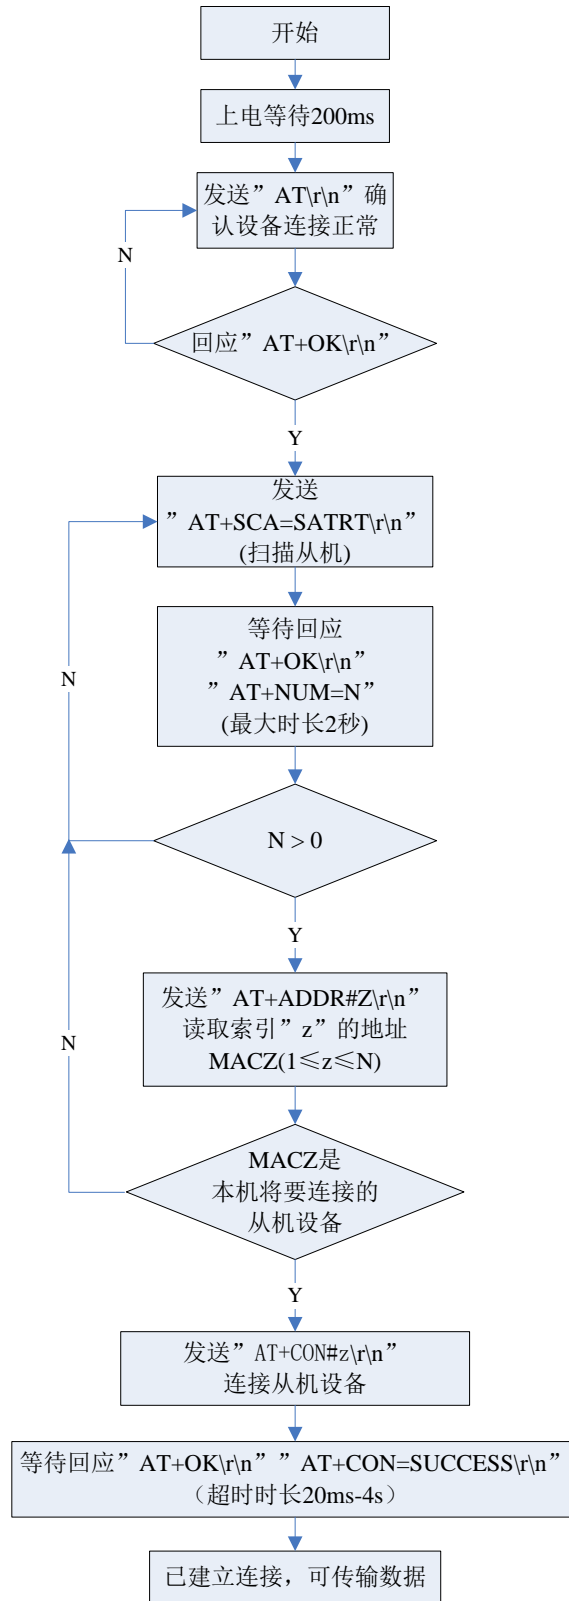 开始
上电等待200ms
发送”AT\r\n”确
认设备连接正常
N
回应”AT+OK\r\n”
Y
发送
”AT+SCA=SATRT\r\n”
(扫描从机)
等待回应
”AT+OK\r\n”
”AT+NUM=N”
(最大时长2秒)
N
N > 0
Y
发送”AT+ADDR#Z\r\n”
读取索引”z”的地址
MACZ(1≤z≤N)
N
MACZ是
本机将要连接的
从机设备
Y
发送”AT+CON#z\r\n”
连接从机设备
等待回应”AT+OK\r\n””AT+CON=SUCCESS\r\n”
（超时时长20ms-4s）
已建立连接，可传输数据